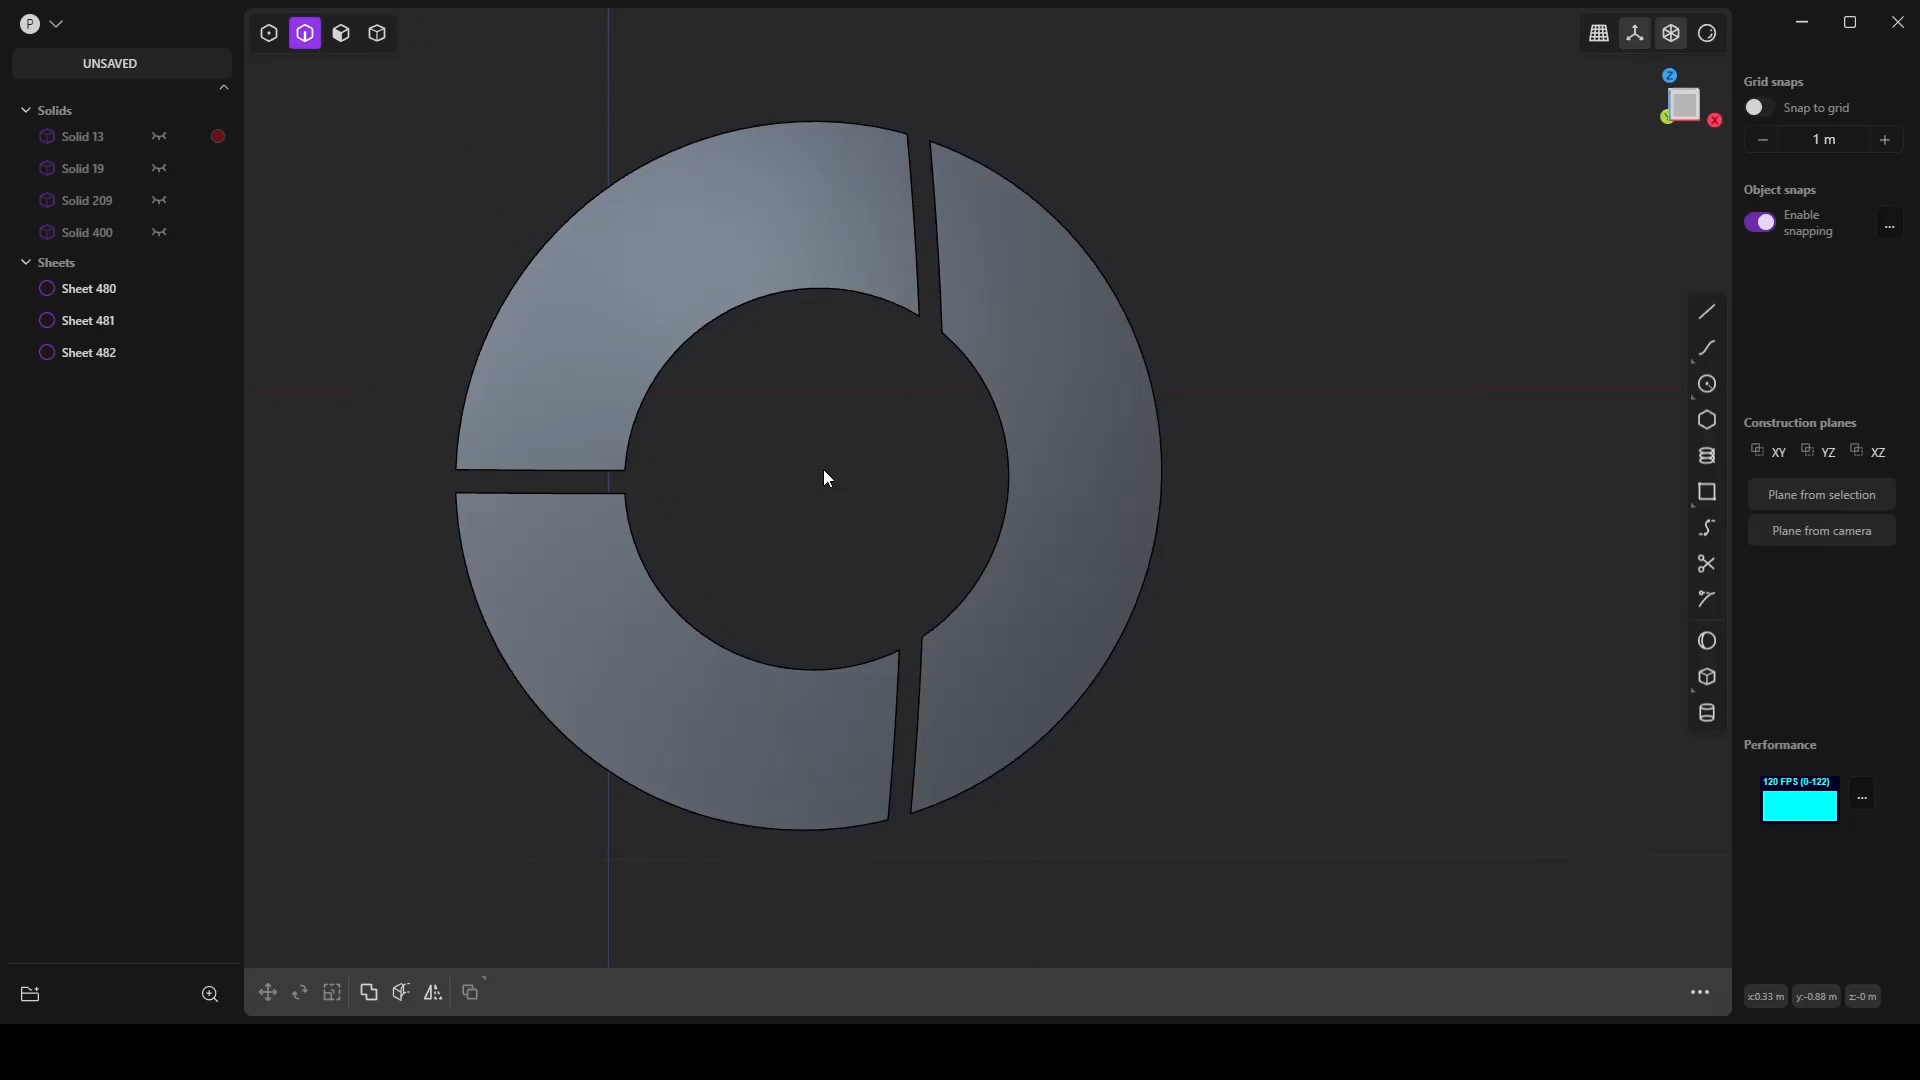 P
UNSAVED
Solids
Solid 13
Solid 19
Solid 209
Solid 400
Sheets
Sheet 480
Sheet 481
Sheet 482
Z
Y
X
Grid snaps
Snap to grid
1 m
Object snaps
Enable
snapping
...
Construction planes
XY YZ XZ
Plane from selection
Plane from camera
Performance
120 FPS (0-122)
...
x:0.33 m y:-0.88 m z:-0 m